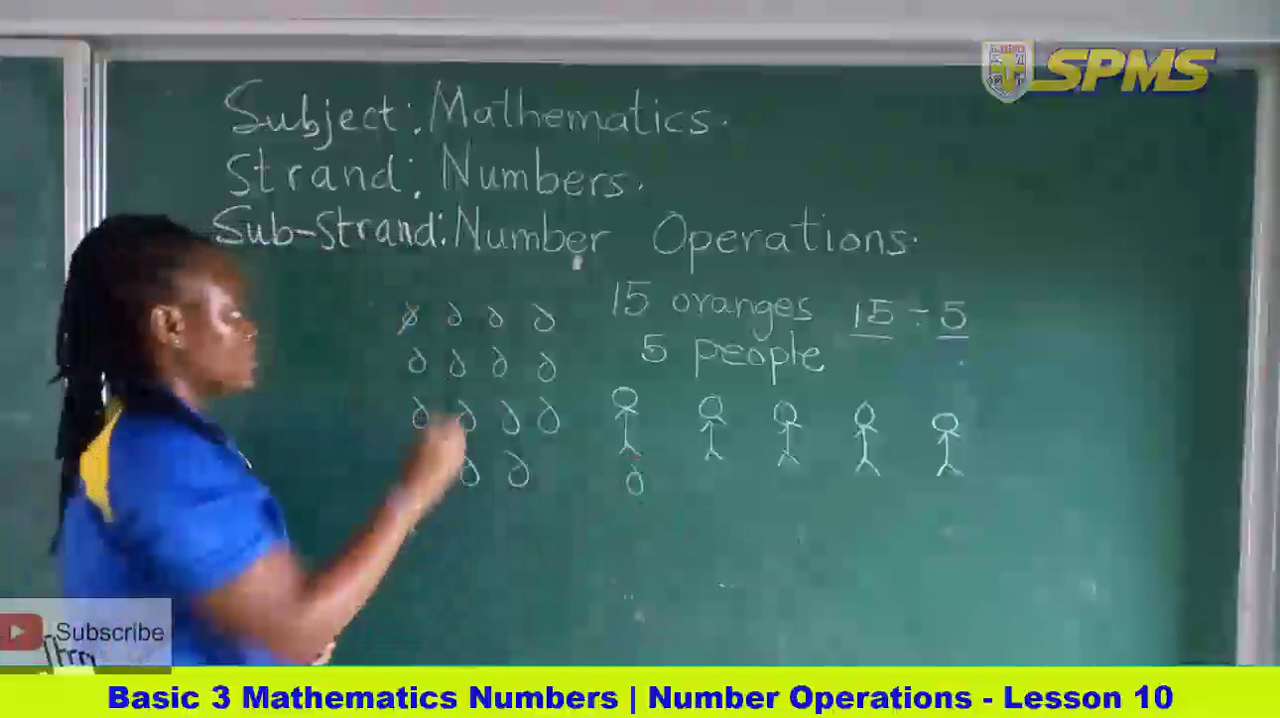 SPMS
Subject: Mathematics.
Strand: Numbers.
Sub-Strand: Number Operations.
15 oranges 15 ÷ 5
5 people
Subscribe
Basic 3 Mathematics Numbers | Number Operations - Lesson 10